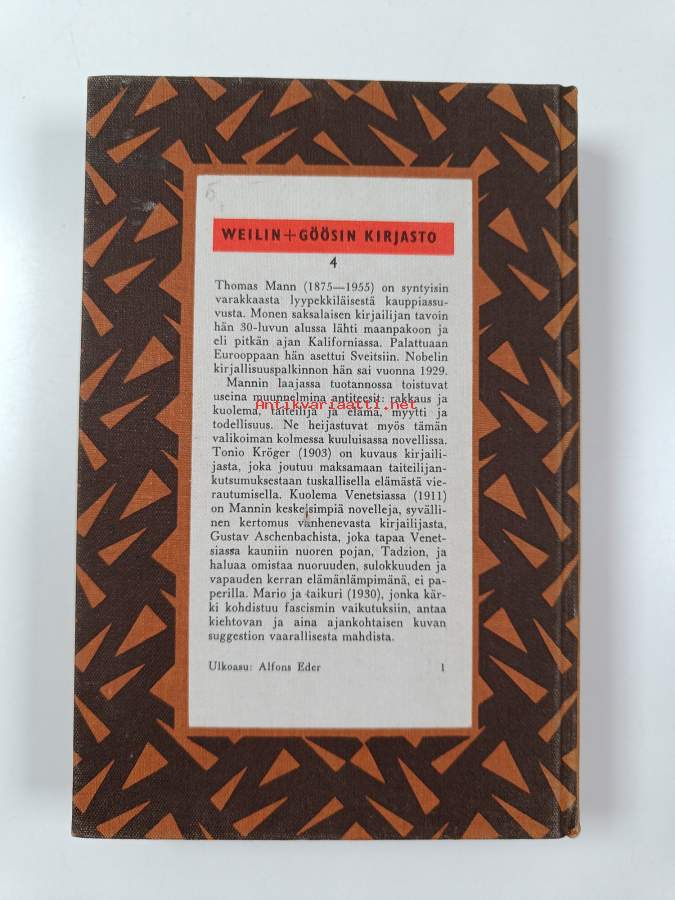 WEILIN+GÖÖSIN KIRJASTO
4
Thomas Mann (1875—1955) on syntyisin
varakkaasta lyypekkiläisestä kauppiassu-
vusta. Monen saksalaisen kirjailijan tavoin
hän 30-luvun alussa lähti maanpakoon ja
eli pitkän ajan Kaliforniassa. Palattuaan
Eurooppaan hän asettui Sveitsiin. Nobelin
kirjallisuuspalkinnon hän sai vuonna 1929.
Mannin laajassa tuotannossa toistuvat
useina muunnelmina antiteesit: rakkaus ja
Antikvariaatti.net
kuolema, taiteilija ja elämä, myytti ja
todellisuus. Ne heijastuvat myös tämän
valikoiman kolmessa kuuluisassa novellissa.
Tonio Kröger (1903) on kuvaus kirjaili-
jasta, joka joutuu maksamaan taiteilijan-
kutsumuksestaan tuskallisella elämästä vie-
rautumisella. Kuolema Venetsiassa (1911)
on Mannin keskeisimpiä novelleja, syvälli-
nen kertomus vanhenevasta kirjailijasta,
Gustav Aschenbachista, joka tapaa Venet-
siassa kauniin nuoren pojan, Tadzion, ja
haluaa omistaa nuoruuden, sulokkuuden ja
vapauden kerran elämänlämpimänä, ei pa-
perilla. Mario ja taikuri (1930), jonka kär-
ki kohdistuu fascismin vaikutuksiin, antaa
kiehtovan ja aina ajankohtaisen kuvan
suggestion vaarallisesta mahdista.
Ulkoasu: Alfons Eder 1